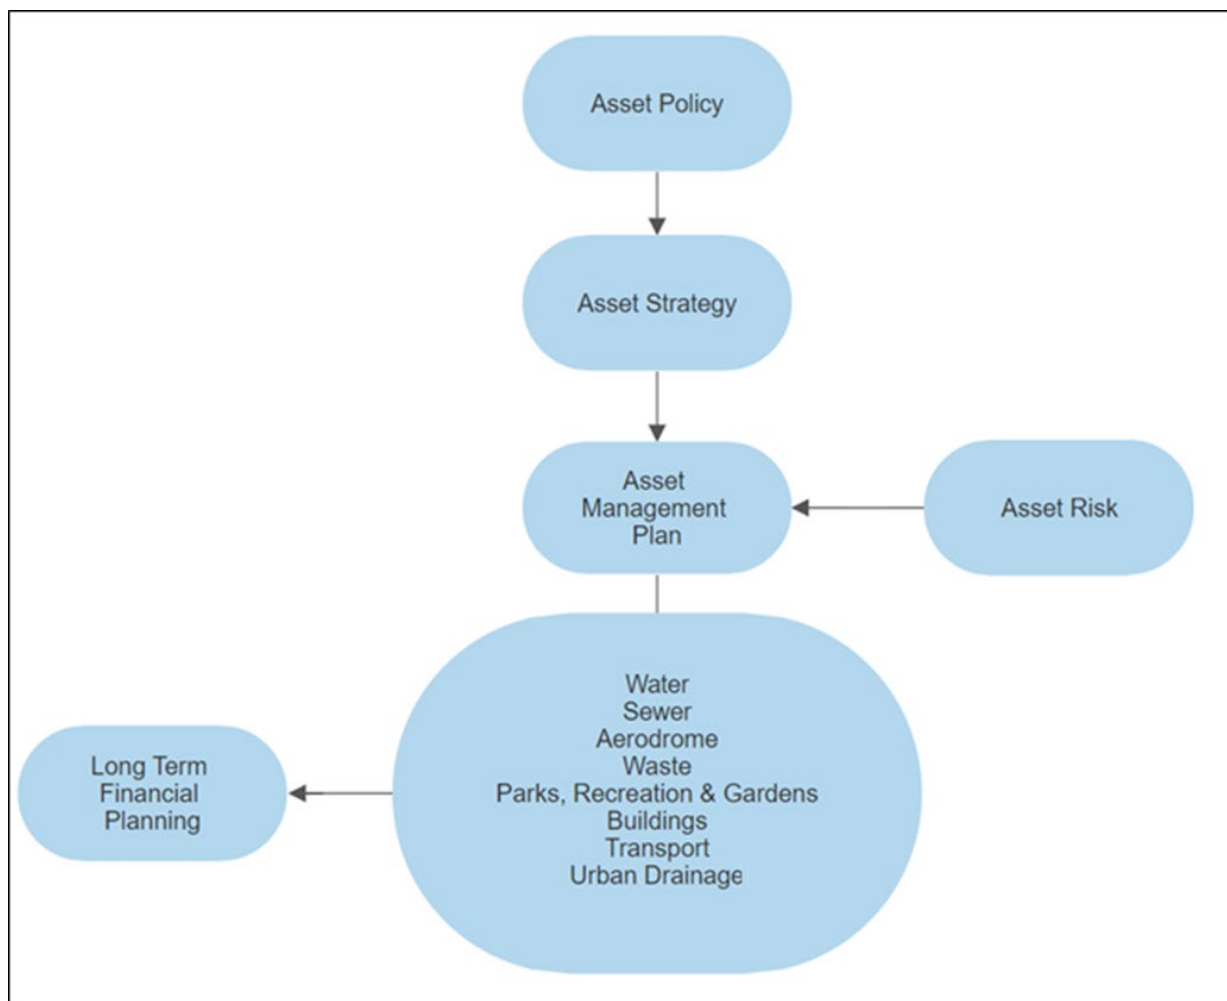 Asset Policy
Asset Strategy
Asset
Management
Plan
Asset Risk
Water
Sewer
Aerodrome
Waste
Parks, Recreation & Gardens
Buildings
Transport
Urban Drainage
Long Term
Financial
Planning